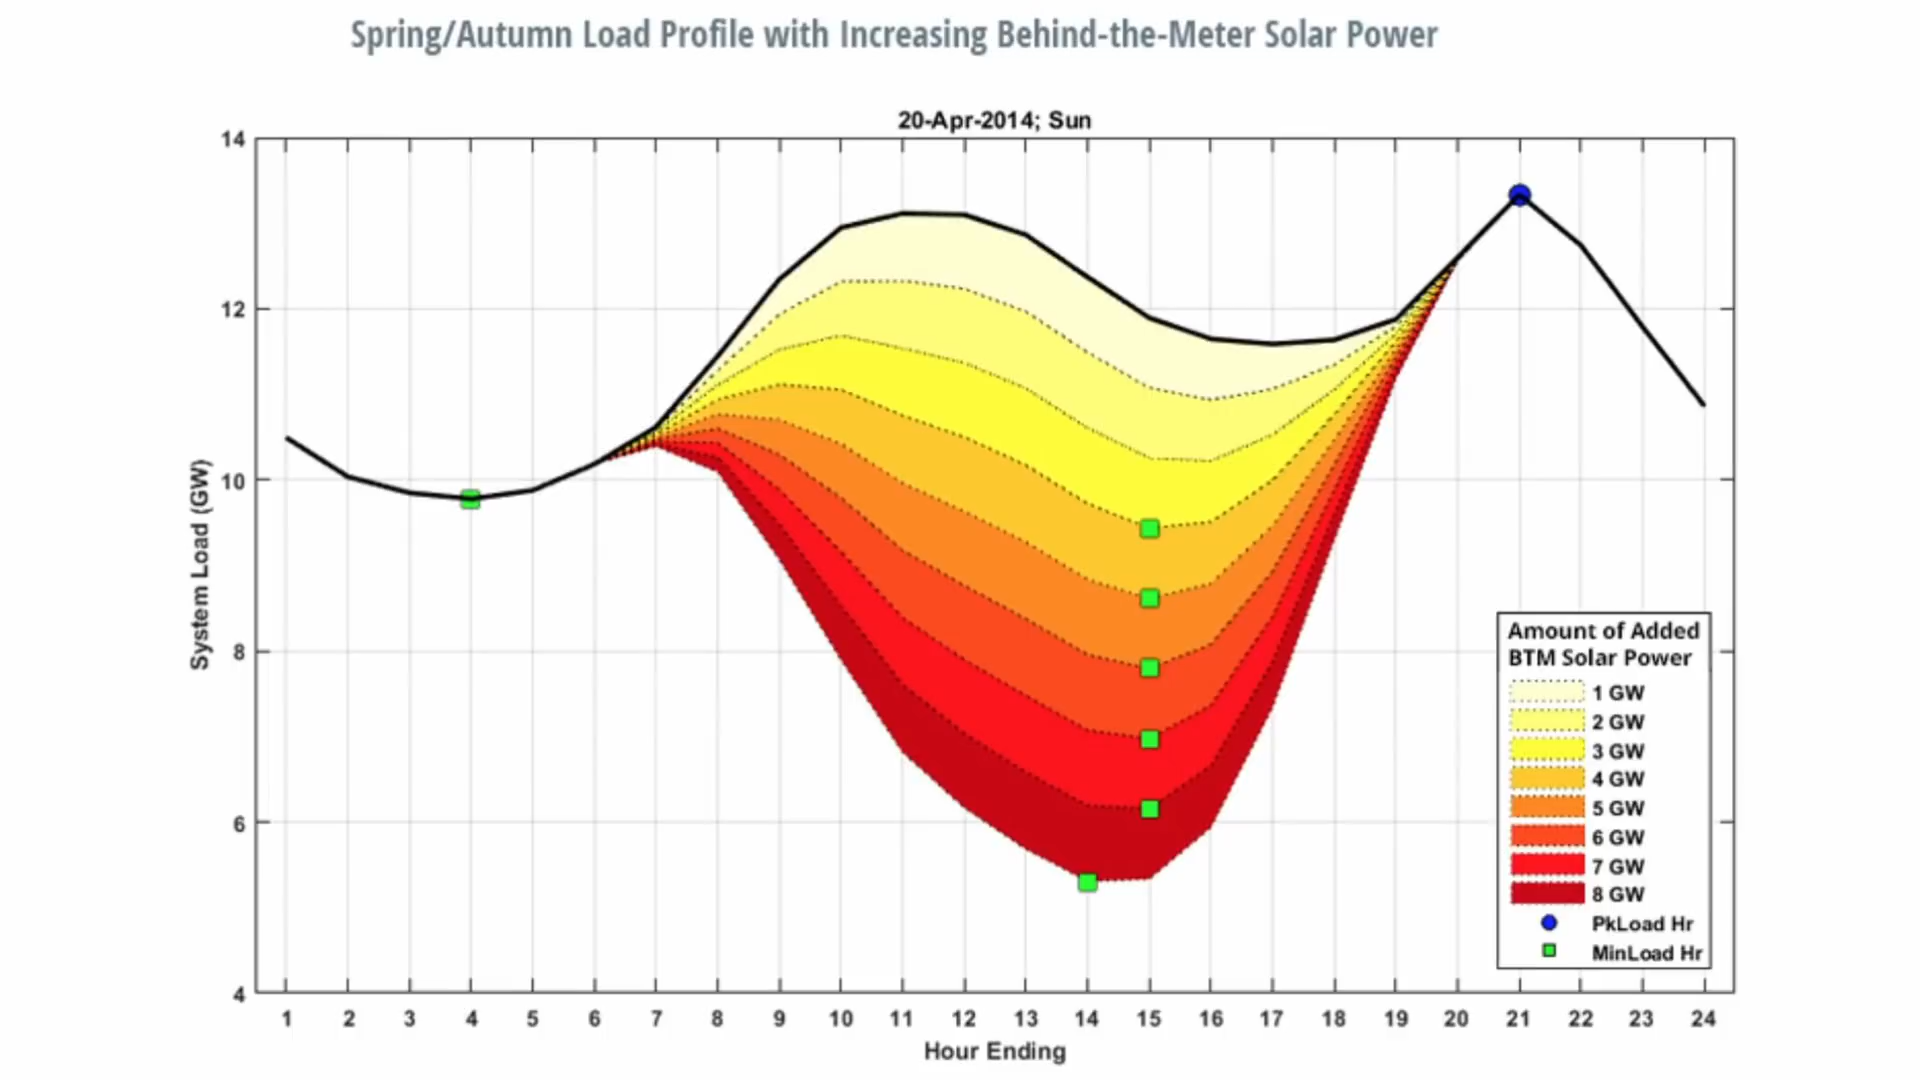 Spring/Autumn Load Profile with Increasing Behind-the-Meter Solar Power
20-Apr-2014; Sun
14
12
10
8
6
4
System Load (GW)
1 2 3 4 5 6 7 8 9 10 11 12 13 14 15 16 17 18 19 20 21 22 23 24
Hour Ending
Amount of Added
BTM Solar Power
1 GW
2 GW
3 GW
4 GW
5 GW
6 GW
7 GW
8 GW
PkLoad Hr
MinLoad Hr